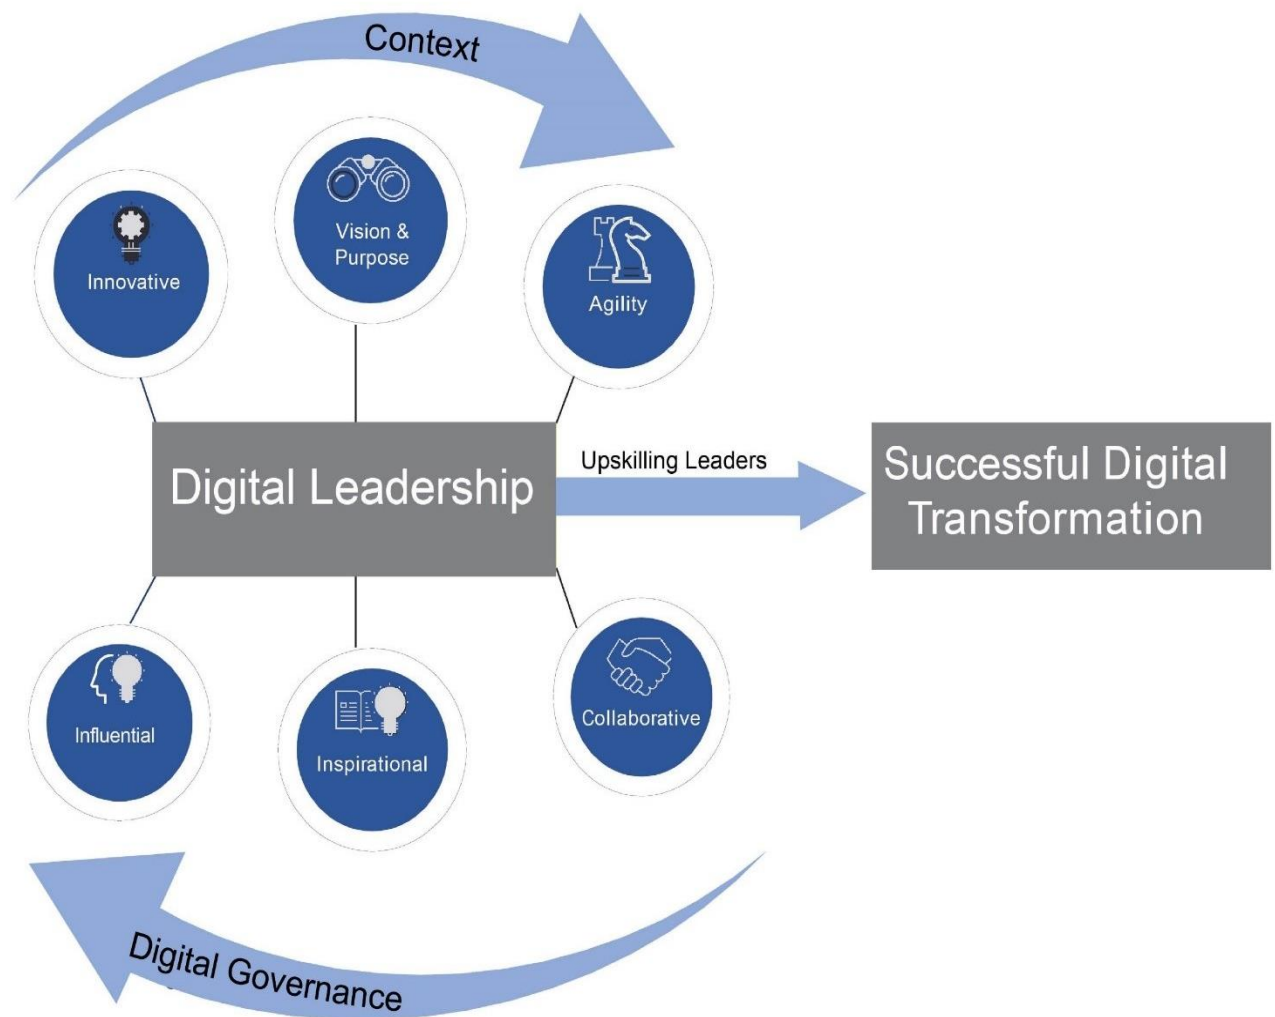 Context
Innovative
Vision &
Purpose
Agility
Digital Leadership
Upskilling Leaders
Successful Digital
Transformation
Influential
Inspirational
Collaborative
Digital Governance